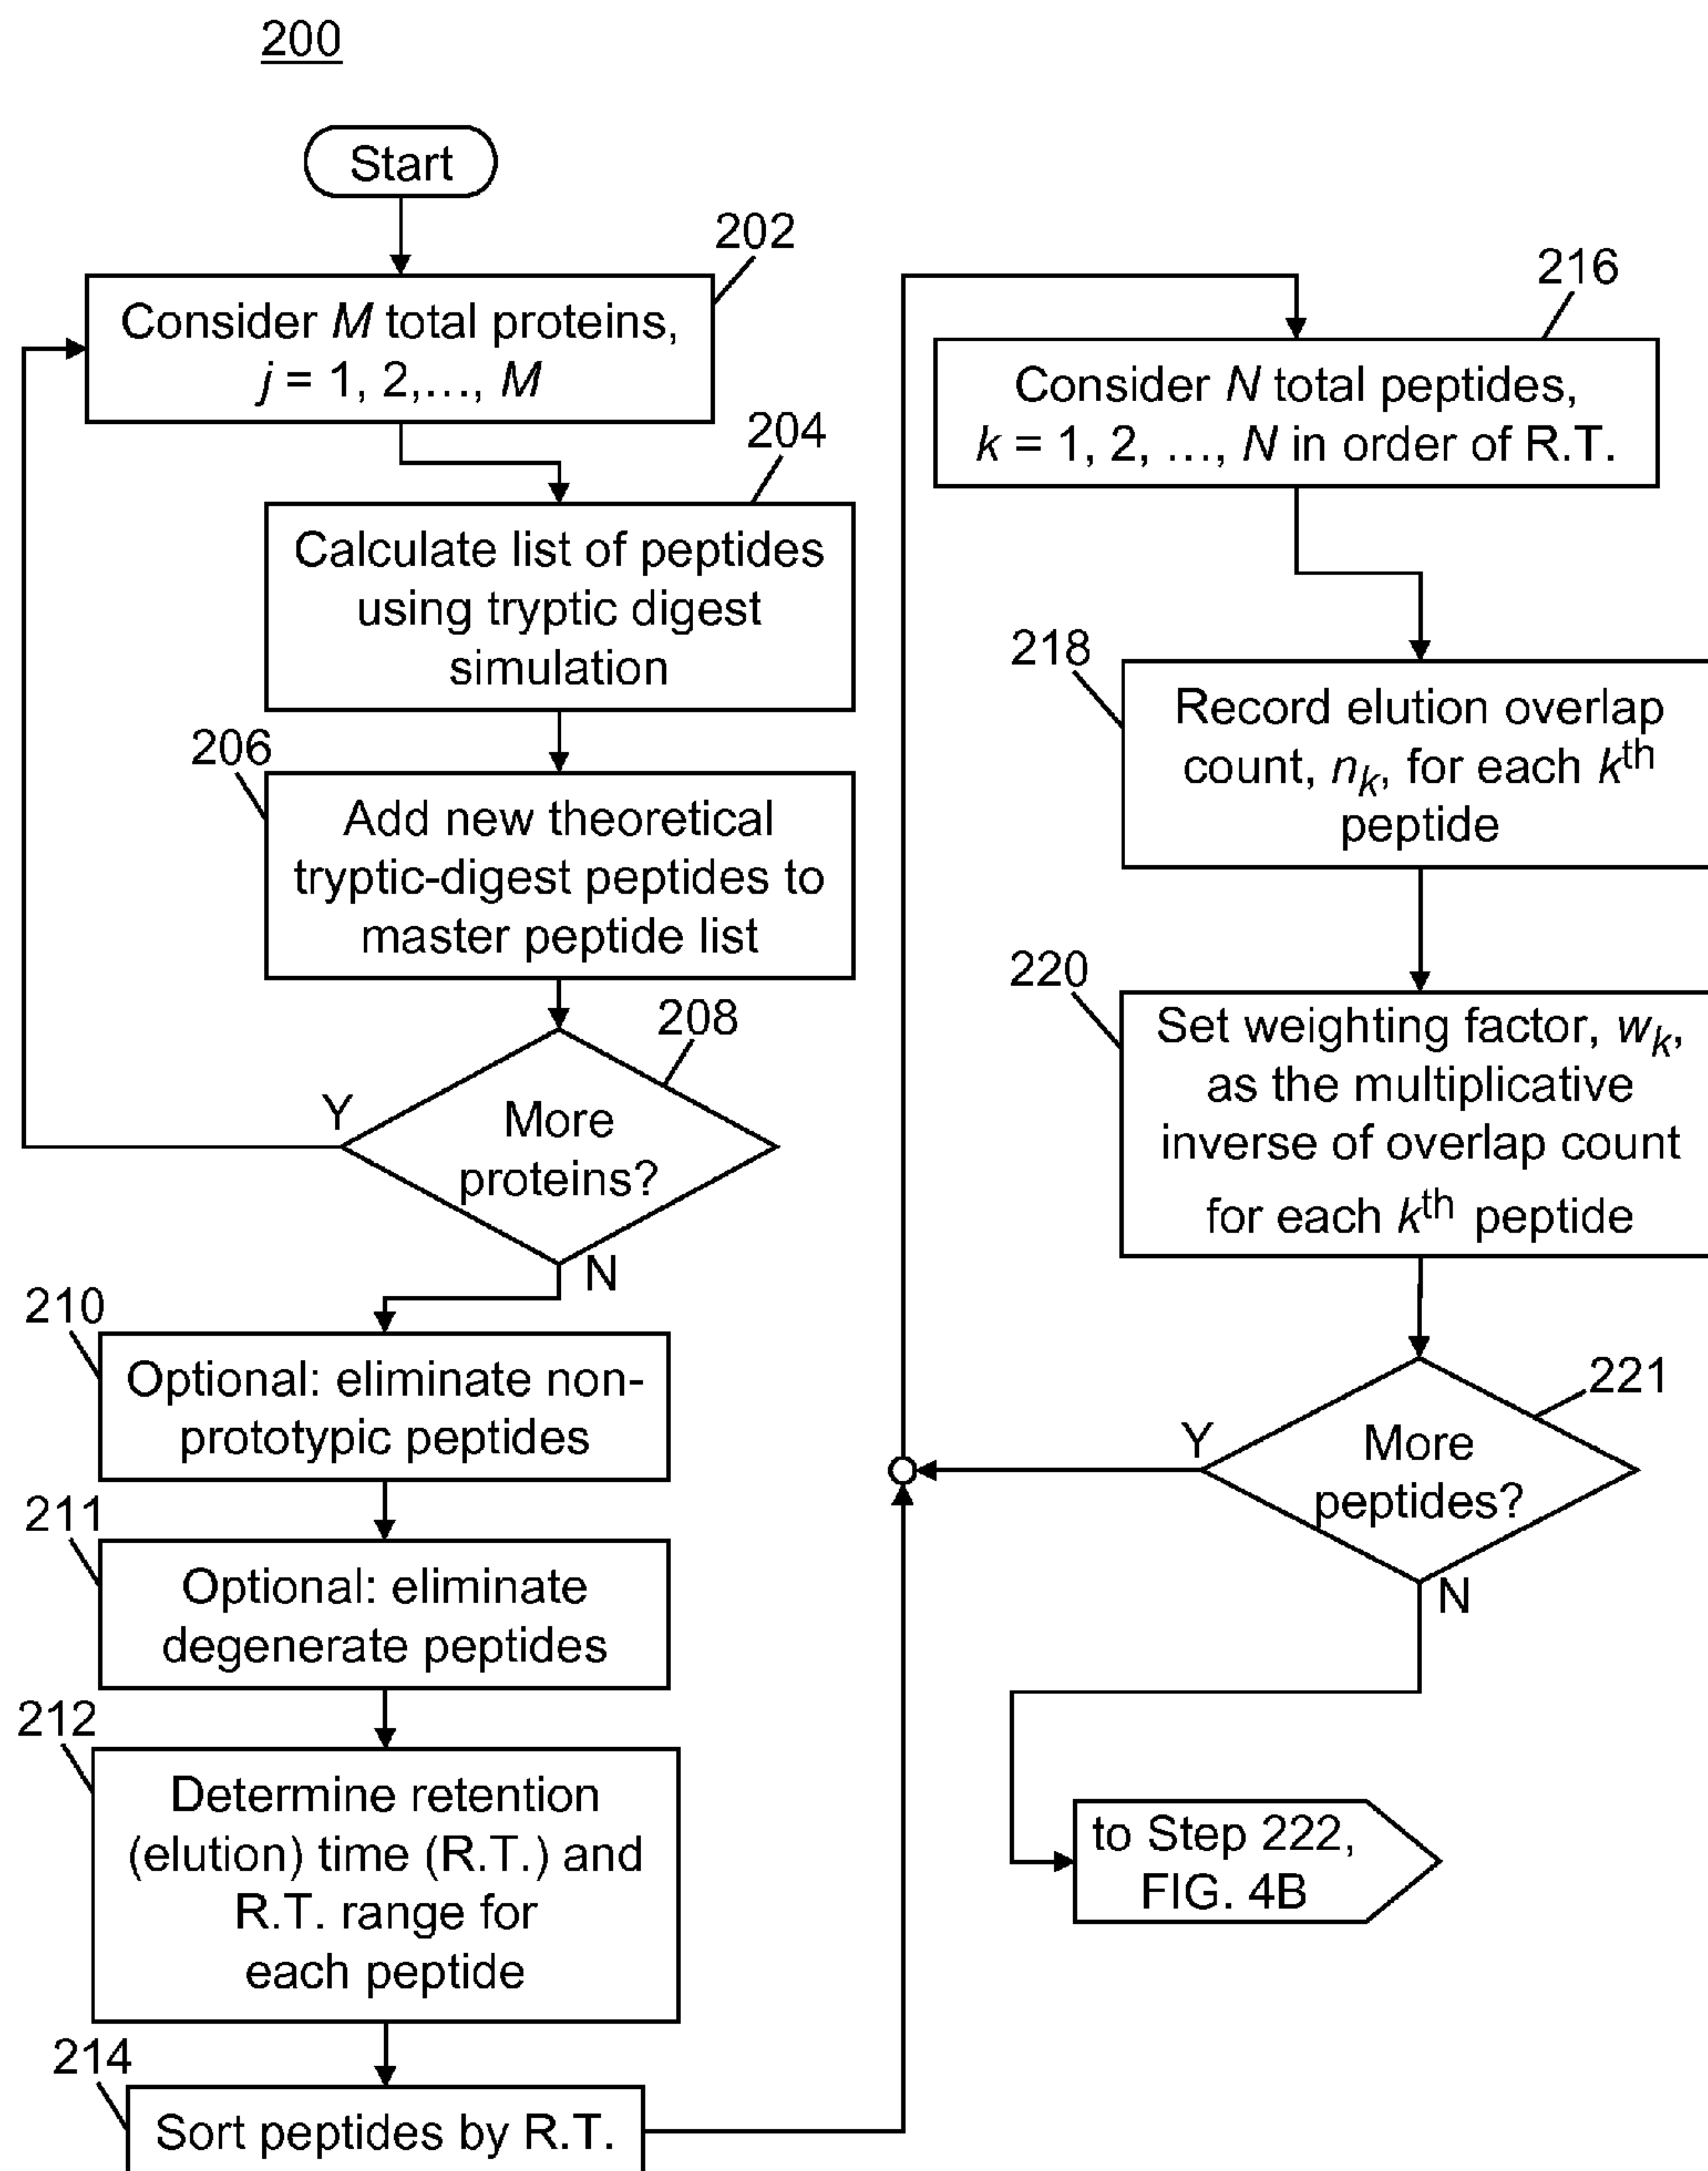 200
Start
202
Consider M total proteins,
j = 1, 2,..., M
204
Calculate list of peptides
using tryptic digest
simulation
206
Add new theoretical
tryptic-digest peptides to
master peptide list
208
More
proteins?
Y
N
210
Optional: eliminate non-
prototypic peptides
211
Optional: eliminate
degenerate peptides
212
Determine retention
(elution) time (R.T.) and
R.T. range for
each peptide
214
Sort peptides by R.T.
216
Consider N total peptides,
k = 1, 2, ..., N in order of R.T.
218
Record elution overlap
count, nk, for each kth
peptide
220
Set weighting factor, wk,
as the multiplicative
inverse of overlap count
for each kth peptide
221
More
peptides?
Y
N
to Step 222,
FIG. 4B